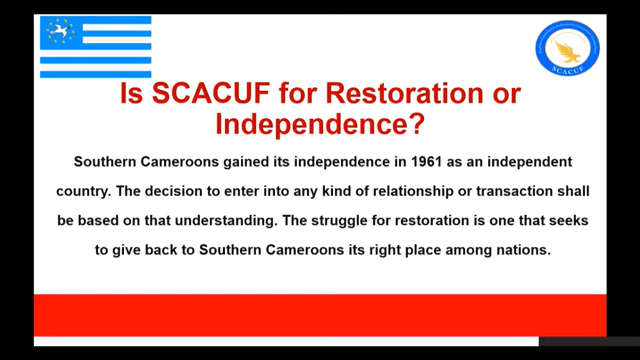 SCACUF
Is SCACUF for Restoration or
Independence?
Southern Cameroons gained its independence in 1961 as an independent
country. The decision to enter into any kind of relationship or transaction shall
be based on that understanding. The struggle for restoration is one that seeks
to give back to Southern Cameroons its right place among nations.